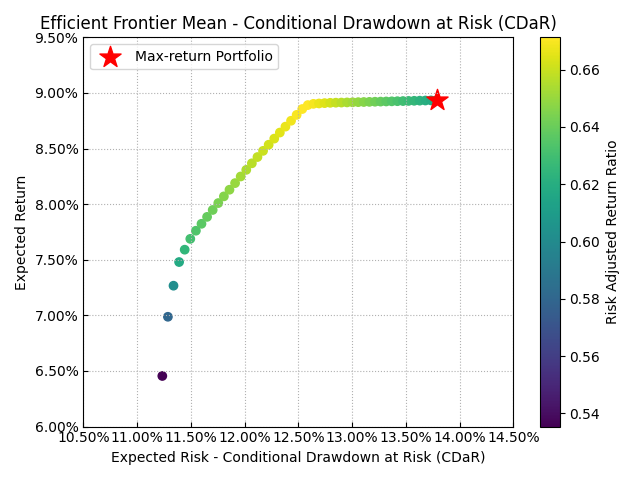 Efficient Frontier Mean - Conditional Drawdown at Risk (CDaR)
Max-return Portfolio
Expected Return
9.50%
9.00%
8.50%
8.00%
7.50%
7.00%
6.50%
6.00%
10.50% 11.00% 11.50% 12.00% 12.50% 13.00% 13.50% 14.00% 14.50%
Expected Risk - Conditional Drawdown at Risk (CDaR)
0.66
0.64
0.62
0.60
0.58
0.56
0.54
Risk Adjusted Return Ratio